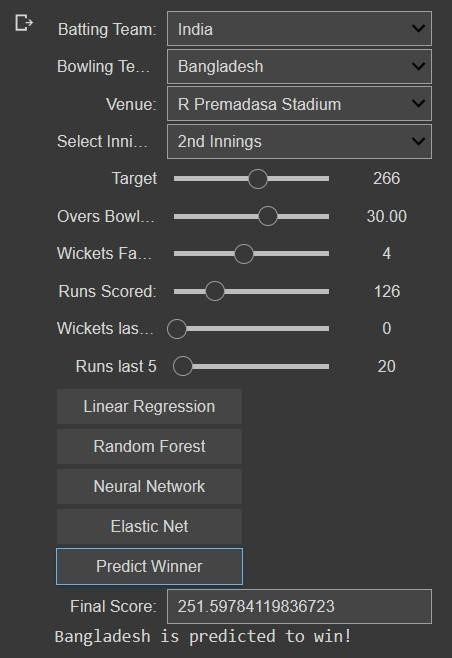 Batting Team: India
Bowling Te... Bangladesh
Venue: R Premadasa Stadium
Select Inni... 2nd Innings
Target 266
Overs Bowl... 30.00
Wickets Fa... 4
Runs Scored: 126
Wickets las... 0
Runs last 5 20
Linear Regression
Random Forest
Neural Network
Elastic Net
Predict Winner
Final Score: 251.59784119836723
Bangladesh is predicted to win!